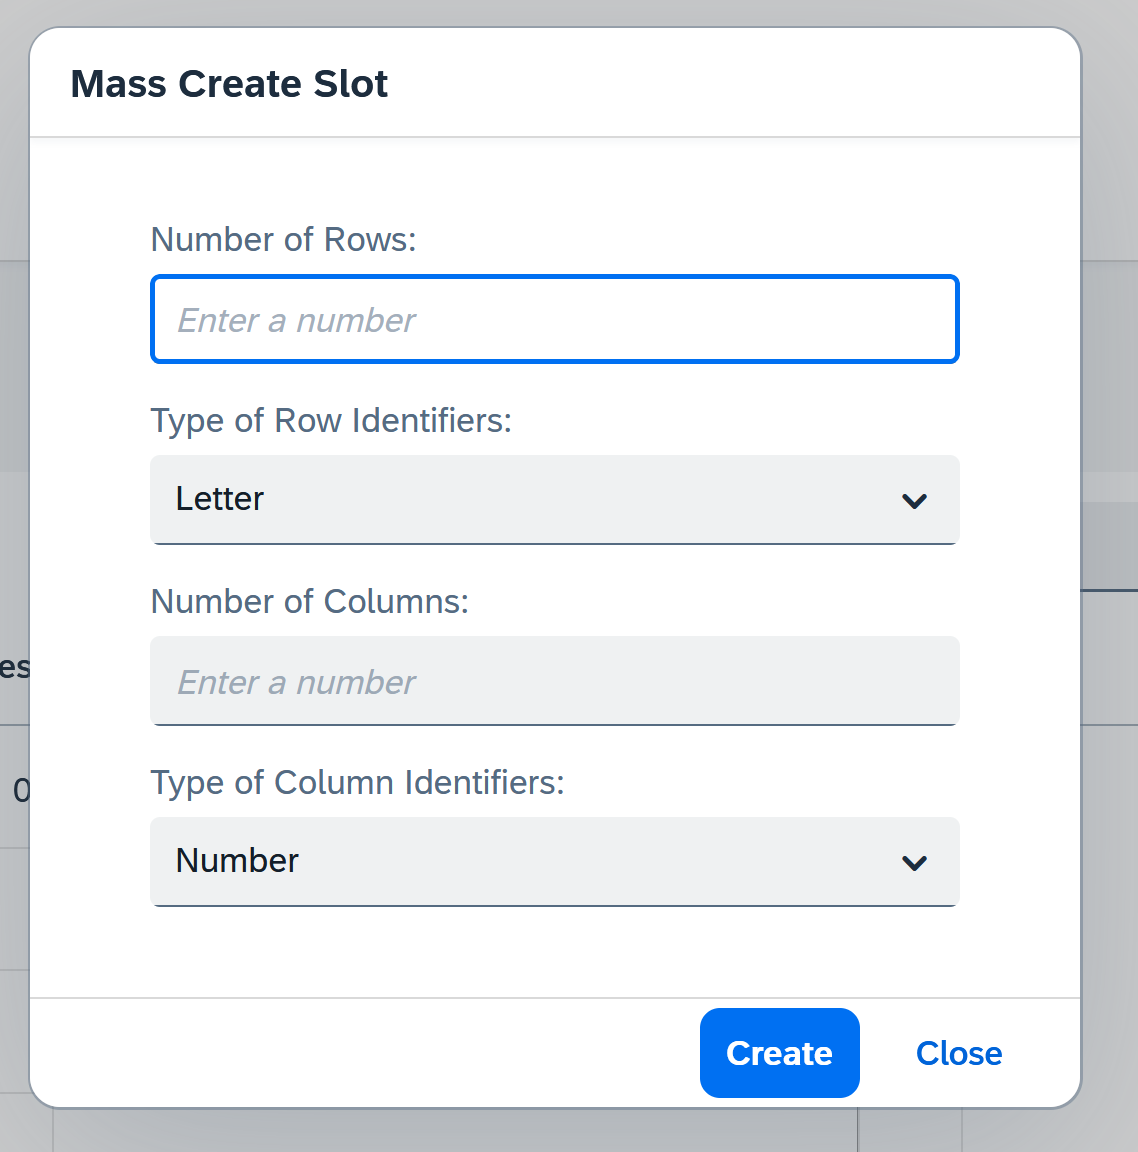 Mass Create Slot
Number of Rows:
Enter a number
Type of Row Identifiers:
Letter
Number of Columns:
Enter a number
es
Type of Column Identifiers:
0
Number
Create
Close